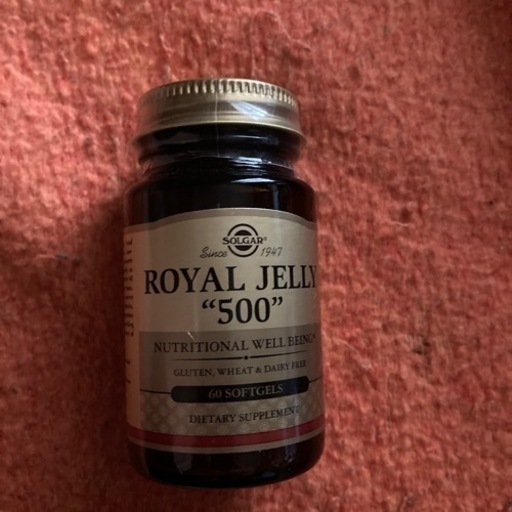 SOLGAR®
Since 1947
ROYAL JELLY
"500"
NUTRITIONAL WELL BEING*
GLUTEN, WHEAT & DAIRY FREE
60 SOFTGELS
DIETARY SUPPLEMENT